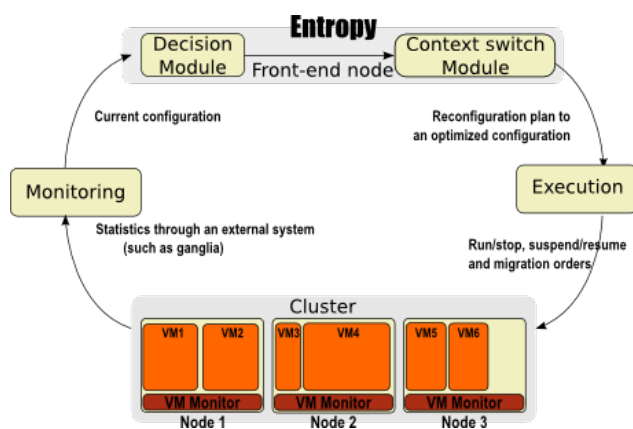 Entropy
Decision
Module
Front-end node
Context switch
Module
Current configuration
Reconfiguration plan to
an optimized configuration
Monitoring
Execution
Statistics through an external system
(such as ganglia)
Run/stop, suspend/resume
and migration orders
Cluster
VM1
VM2
VM3
VM4
VM5
VM6
VM Monitor
VM Monitor
VM Monitor
Node 1
Node 2
Node 3